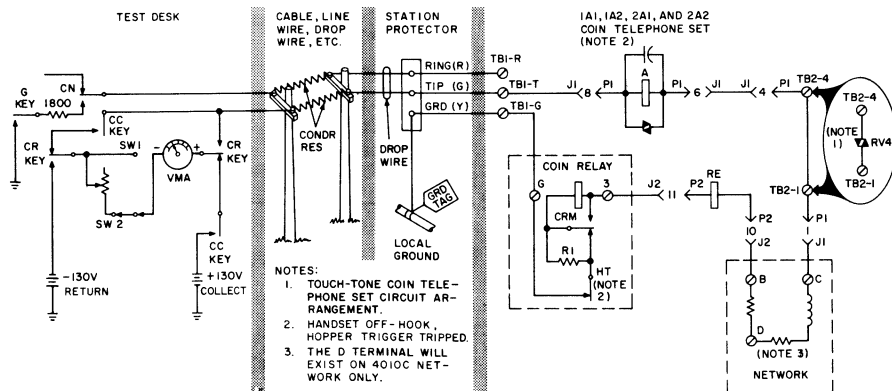 TEST DESK
CABLE, LINE
WIRE, DROP
WIRE, ETC.
STATION
PROTECTOR
1A1, 1A2, 2A1, AND 2A2
COIN TELEPHONE SET
(NOTE 2)
RING(R)
TB1-R
TIP (G)
TB1-T
GRD (Y)
TB1-G
J1
8
P1
A
P1
6
J1
J1
4
P1
TB2-4
TB2-4
(NOTE
1)
RV4
TB2-1
TB2-1
G
KEY
1800
CN
CC
KEY
CR
KEY
SW1
-
+
VMA
CR
KEY
SW 2
CC
KEY
-130V
RETURN
+130V
COLLECT
CONDR
RES
DROP
WIRE
GRD
TAG
LOCAL
GROUND
COIN RELAY
G
3
J2
11
P2
RE
CRM
R1
HT
(NOTE
2)
P2
10
J2
P1
1
J1
B
C
D
(NOTE 3)
NETWORK
NOTES:
1. TOUCH-TONE COIN TELE-
PHONE SET CIRCUIT AR-
RANGEMENT.
2. HANDSET OFF-HOOK,
HOPPER TRIGGER TRIPPED.
3. THE D TERMINAL WILL
EXIST ON 4010C NET-
WORK ONLY.